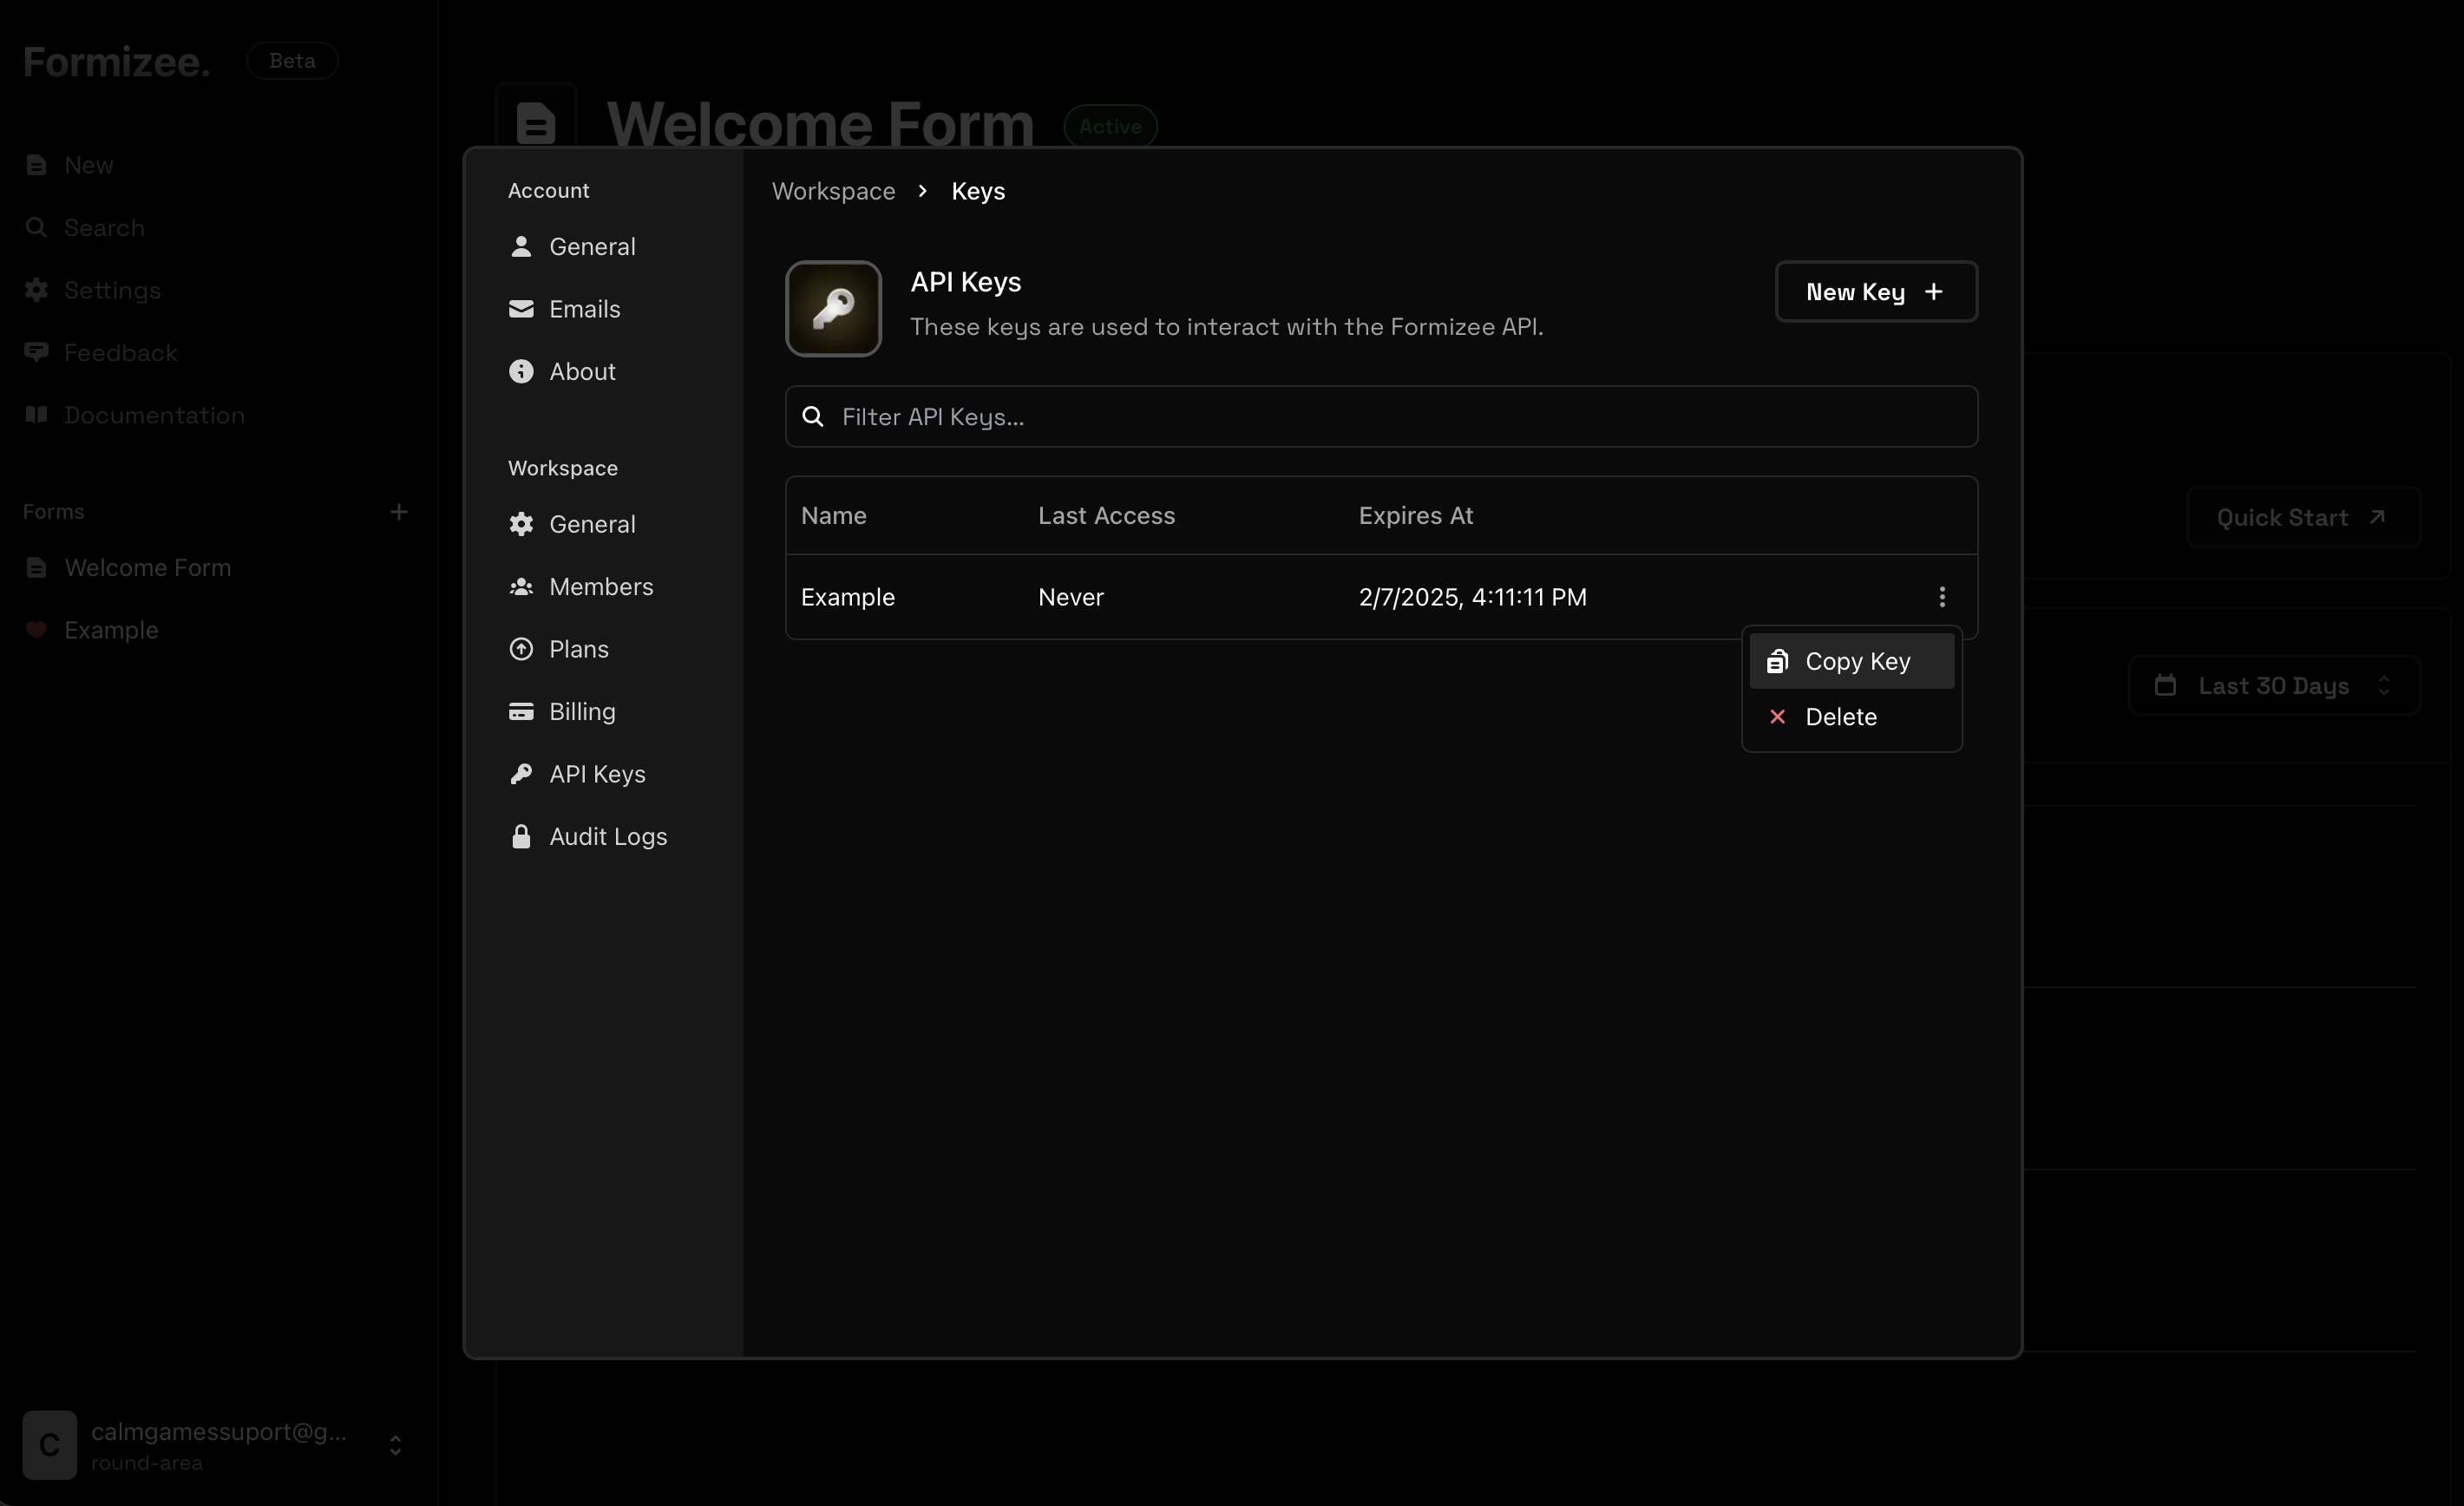 Formizee.
Beta
New
Search
Settings
Feedback
Documentation
Forms
Welcome Form
Example
C
calmgamessuport@g...
round-area
Welcome Form
Active
Quick Start
Last 30 Days
Account
General
Emails
About
Workspace
General
Members
Plans
Billing
API Keys
Audit Logs
Workspace
Keys
API Keys
These keys are used to interact with the Formizee API.
New Key
Filter API Keys...
Name Last Access Expires At
Example Never 2/7/2025, 4:11:11 PM
Copy Key
Delete